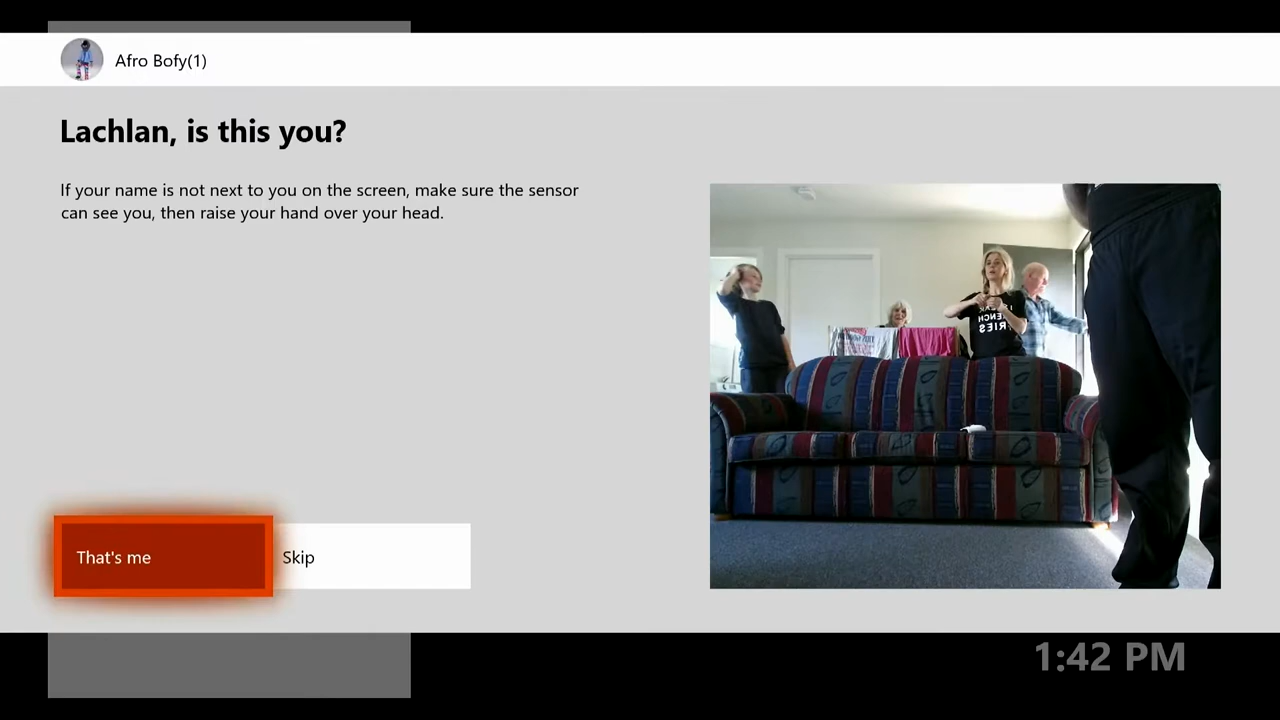 Afro Bofy(1)
Lachlan, is this you?
If your name is not next to you on the screen, make sure the sensor
can see you, then raise your hand over your head.
That's me
Skip
1:42 PM